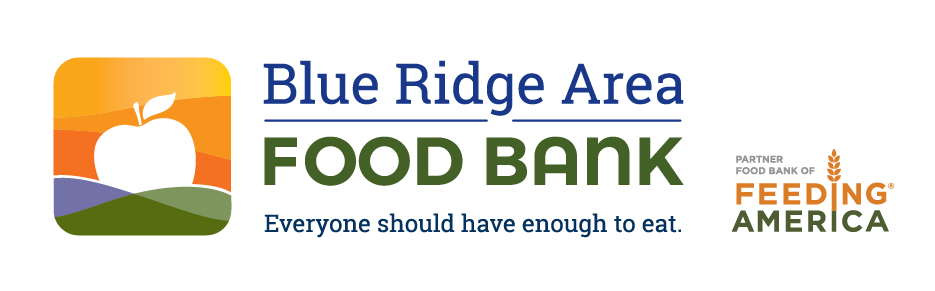 Blue Ridge Area
FOOD BANK
Everyone should have enough to eat.
PARTNER
FOOD BANK OF
FEEDING®
AMERICA